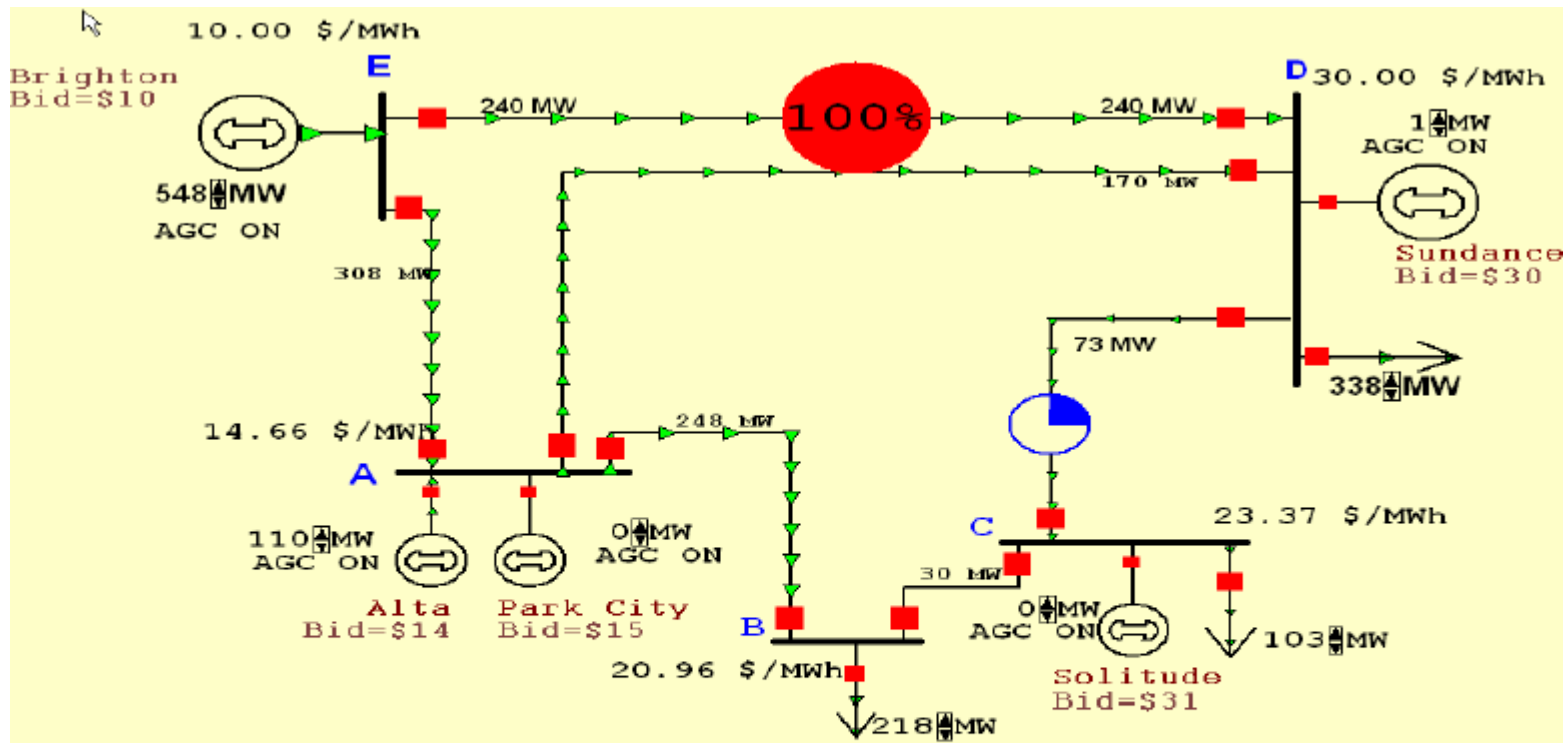 10.00 $/MWh
Brighton
Bid=$10
E
240 MW
100%
240 MW
D
30.00 $/MWh
1 MW
AGC ON
170 MW
548 MW
AGC ON
Sundance
Bid=$30
308 MW
73 MW
338 MW
14.66 $/MWh
248 MW
A
110 MW
AGC ON
0 MW
AGC ON
C
23.37 $/MWh
Alta
Bid=$14
Park City
Bid=$15
30 MW
0 MW
AGC ON
B
103 MW
20.96 $/MWh
Solitude
Bid=$31
218 MW